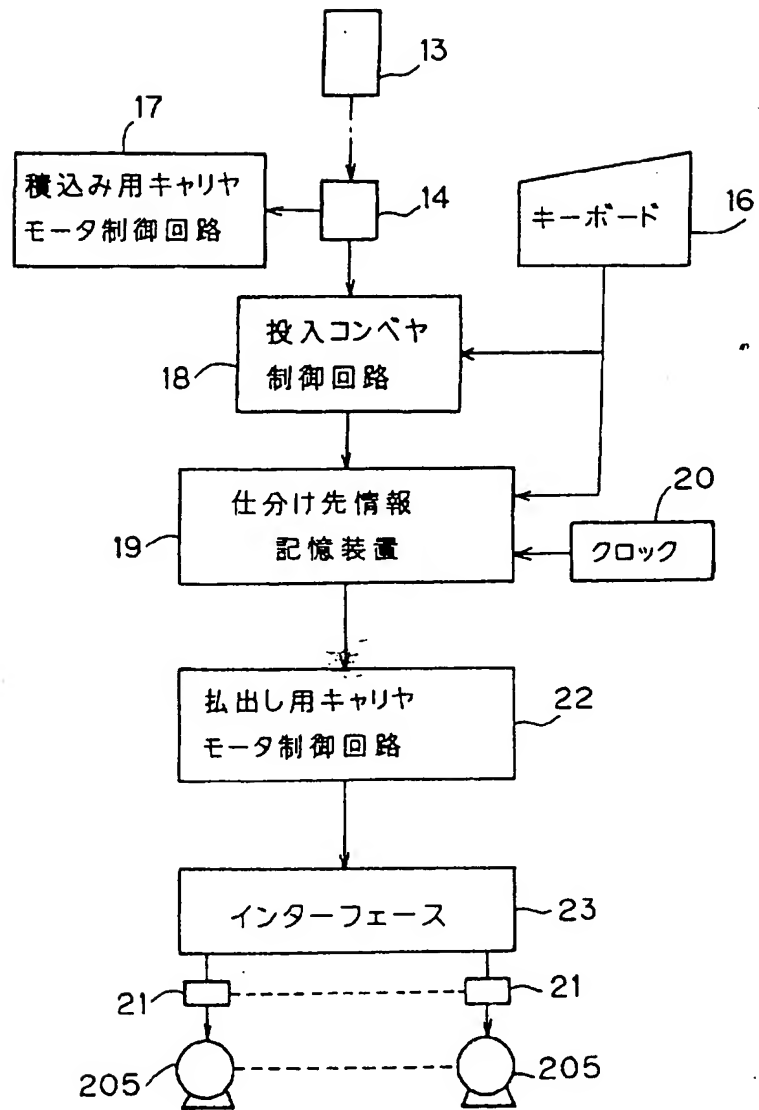 13
17
積込み用キャリヤ
モータ制御回路
14
キーボード
16
投入コンベヤ
制御回路
18
仕分け先情報
記憶装置
19
20
クロック
払出し用キャリヤ
モータ制御回路
22
インターフェース
23
21
21
205
205